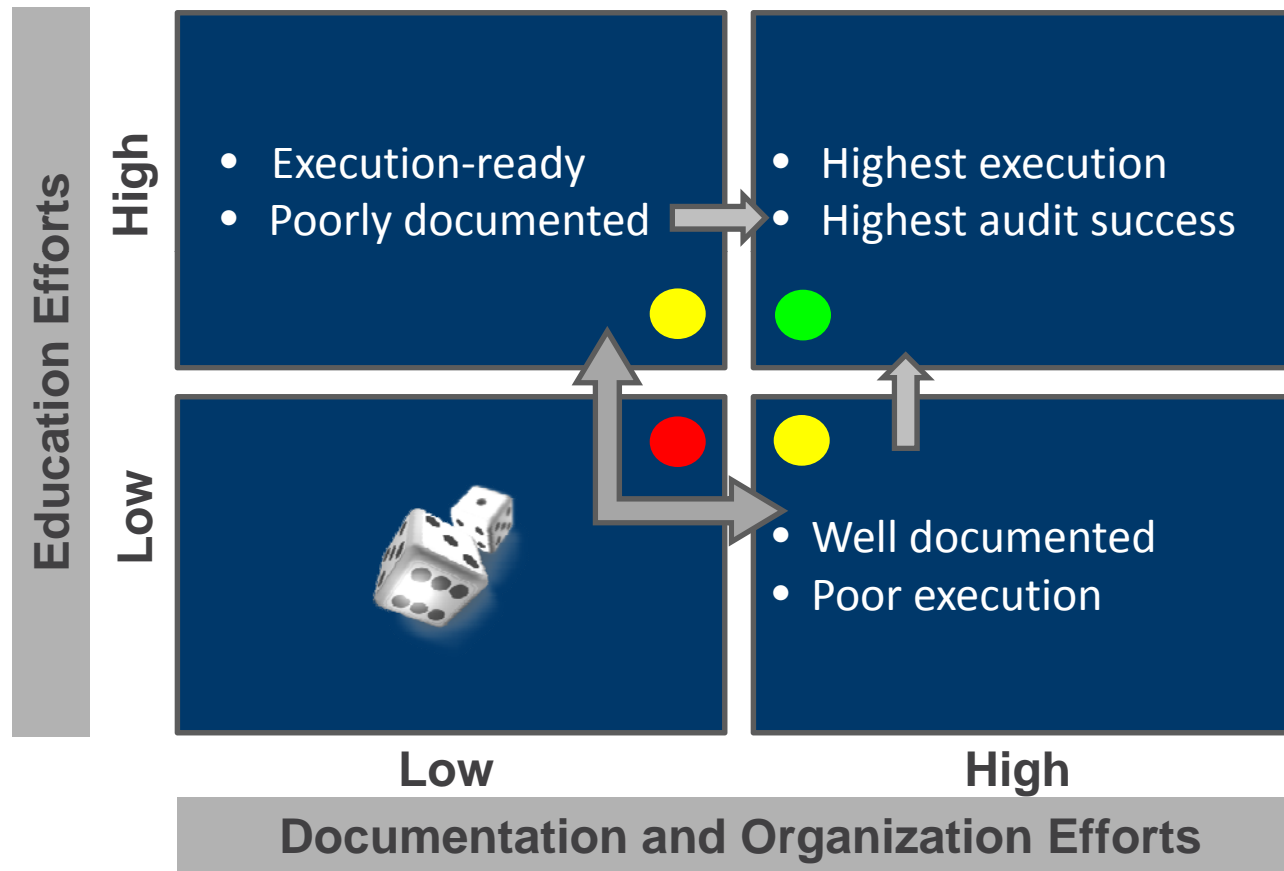 Education Efforts
High
• Execution-ready
• Poorly documented
• Highest execution
• Highest audit success
Low
• Well documented
• Poor execution
Low
High
Documentation and Organization Efforts